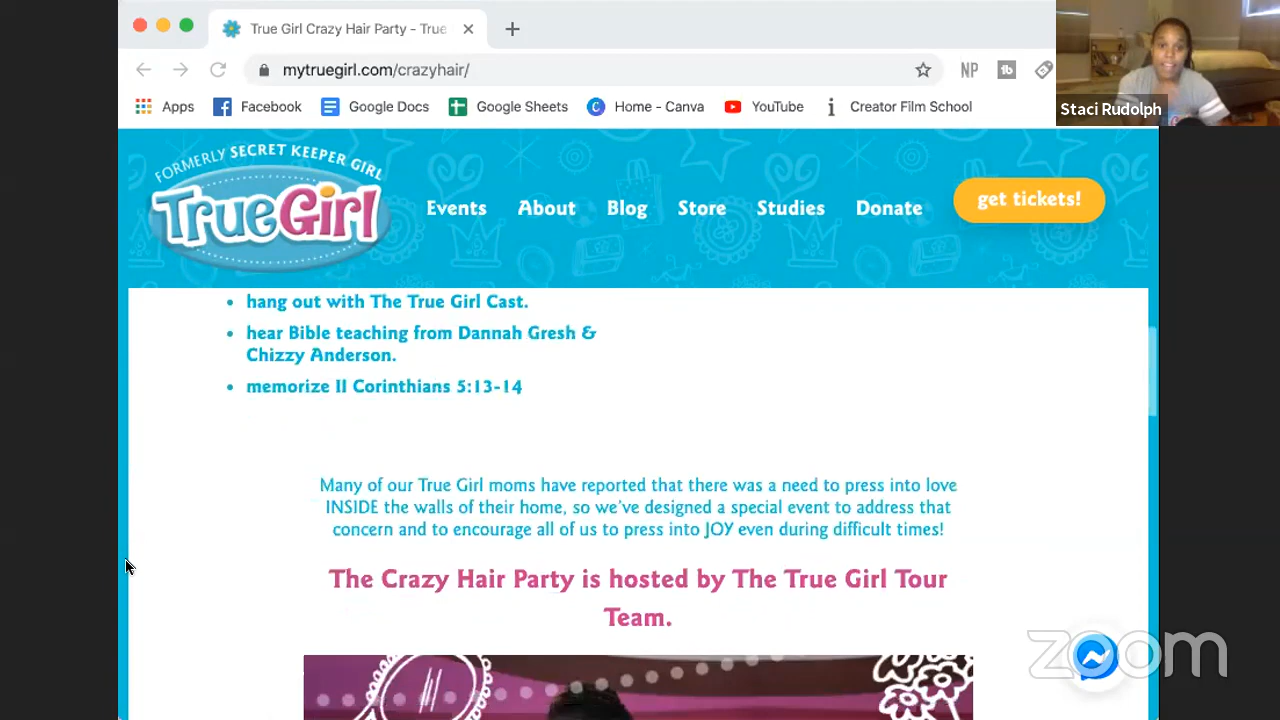 True Girl Crazy Hair Party - True
mytruegirl.com/crazyhair/
NP
tb
Apps
Facebook
Google Docs
Google Sheets
Home - Canva
YouTube
Creator Film School
Staci Rudolph
FORMERLY SECRET KEEPER GIRL
TrueGirl
Events
About
Blog
Store
Studies
Donate
get tickets!
• hang out with The True Girl Cast.
• hear Bible teaching from Dannah Gresh &
Chizzy Anderson.
• memorize II Corinthians 5:13-14
Many of our True Girl moms have reported that there was a need to press into love
INSIDE the walls of their home, so we've designed a special event to address that
concern and to encourage all of us to press into JOY even during difficult times!
The Crazy Hair Party is hosted by The True Girl Tour
Team.
zoom